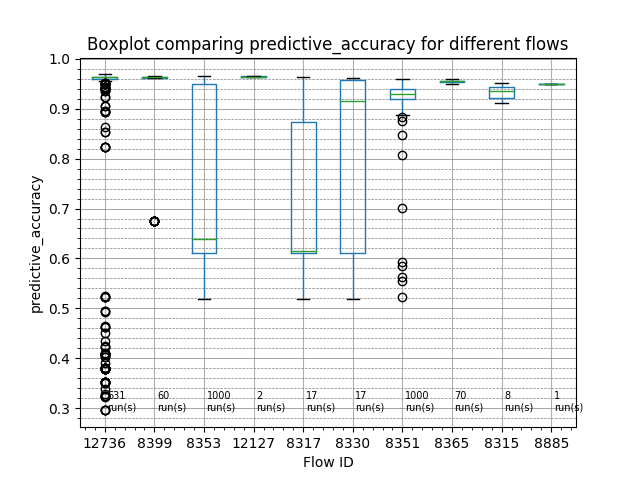 Boxplot comparing predictive_accuracy for different flows
predictive_accuracy
1.0
0.9
0.8
0.7
0.6
0.5
0.4
0.3
631 60 1000 2 17 17 1000 70 8 1
run(s) run(s) run(s) run(s) run(s) run(s) run(s) run(s) run(s) run(s)
12736 8399 8353 12127 8317 8330 8351 8365 8315 8885
Flow ID